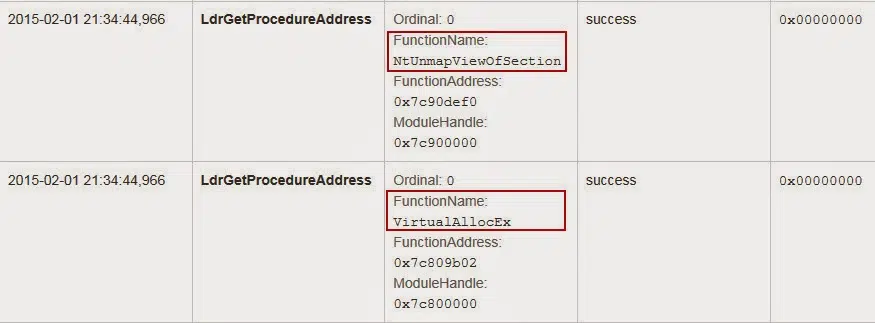 2015-02-01 21:34:44,966 LdrGetProcedureAddress Ordinal: 0 success 0x00000000
FunctionName:
NtUnmapViewOfSection
FunctionAddress:
0x7c90def0
ModuleHandle:
0x7c900000
2015-02-01 21:34:44,966 LdrGetProcedureAddress Ordinal: 0 success 0x00000000
FunctionName:
VirtualAllocEx
FunctionAddress:
0x7c809b02
ModuleHandle:
0x7c800000